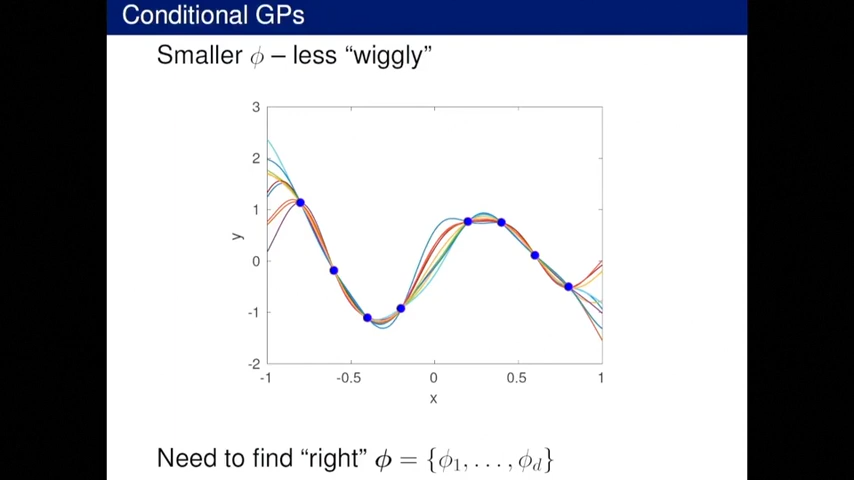 Conditional GPs
Smaller ϕ – less “wiggly”
3
2
1
0
-1
-2
y
-1 -0.5 0 0.5 1
x
Need to find “right” ϕ = {ϕ₁, . . . , ϕ_d}